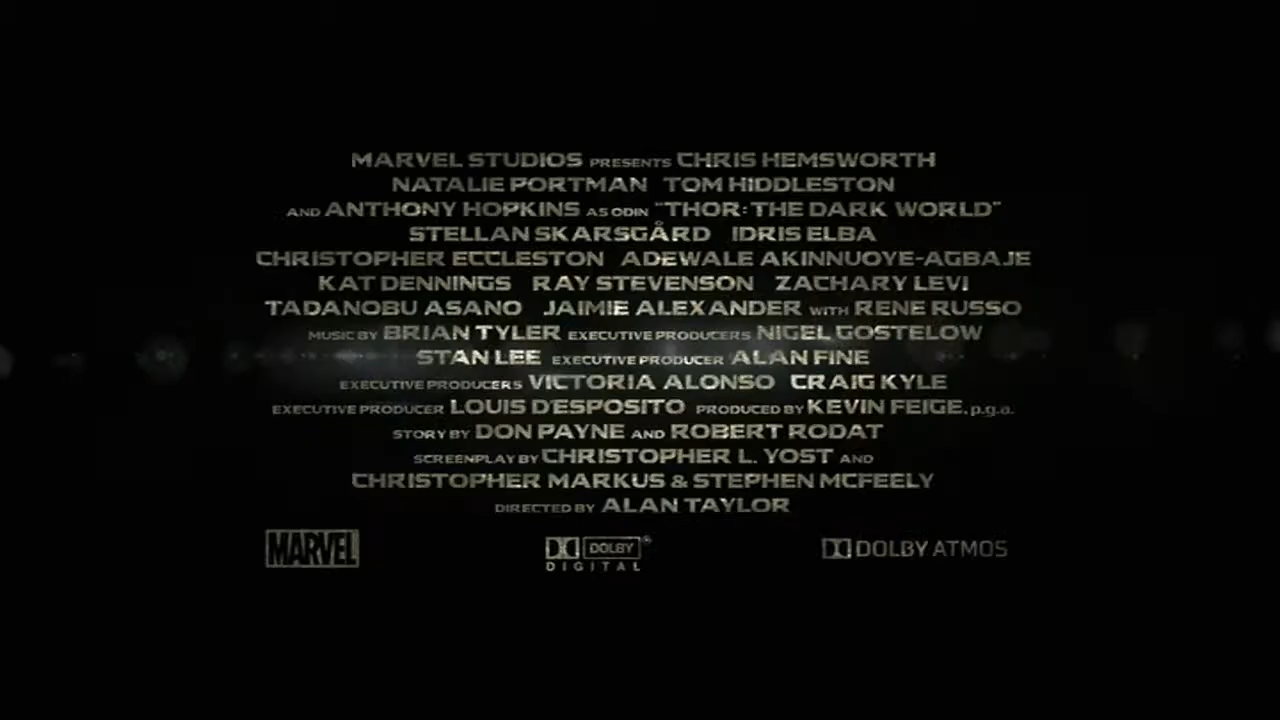 MARVEL STUDIOS PRESENTS CHRIS HEMSWORTH
NATALIE PORTMAN TOM HIDDLESTON
AND ANTHONY HOPKINS AS ODIN "THOR: THE DARK WORLD"
STELLAN SKARSGÅRD IDRIS ELBA
CHRISTOPHER ECCLESTON ADEWALE AKINNUOYE-AGBAJE
KAT DENNINGS RAY STEVENSON ZACHARY LEVI
TADANOBU ASANO JAIMIE ALEXANDER WITH RENE RUSSO
MUSIC BY BRIAN TYLER EXECUTIVE PRODUCERS NIGEL GOSTELOW
STAN LEE EXECUTIVE PRODUCER ALAN FINE
EXECUTIVE PRODUCERS VICTORIA ALONSO CRAIG KYLE
EXECUTIVE PRODUCER LOUIS D'ESPOSITO PRODUCED BY KEVIN FEIGE, p.g.a.
STORY BY DON PAYNE AND ROBERT RODAT
SCREENPLAY BY CHRISTOPHER L. YOST AND
CHRISTOPHER MARKUS & STEPHEN MCFEELY
DIRECTED BY ALAN TAYLOR
MARVEL DOLBY ® DOLBY ATMOS
DIGITAL